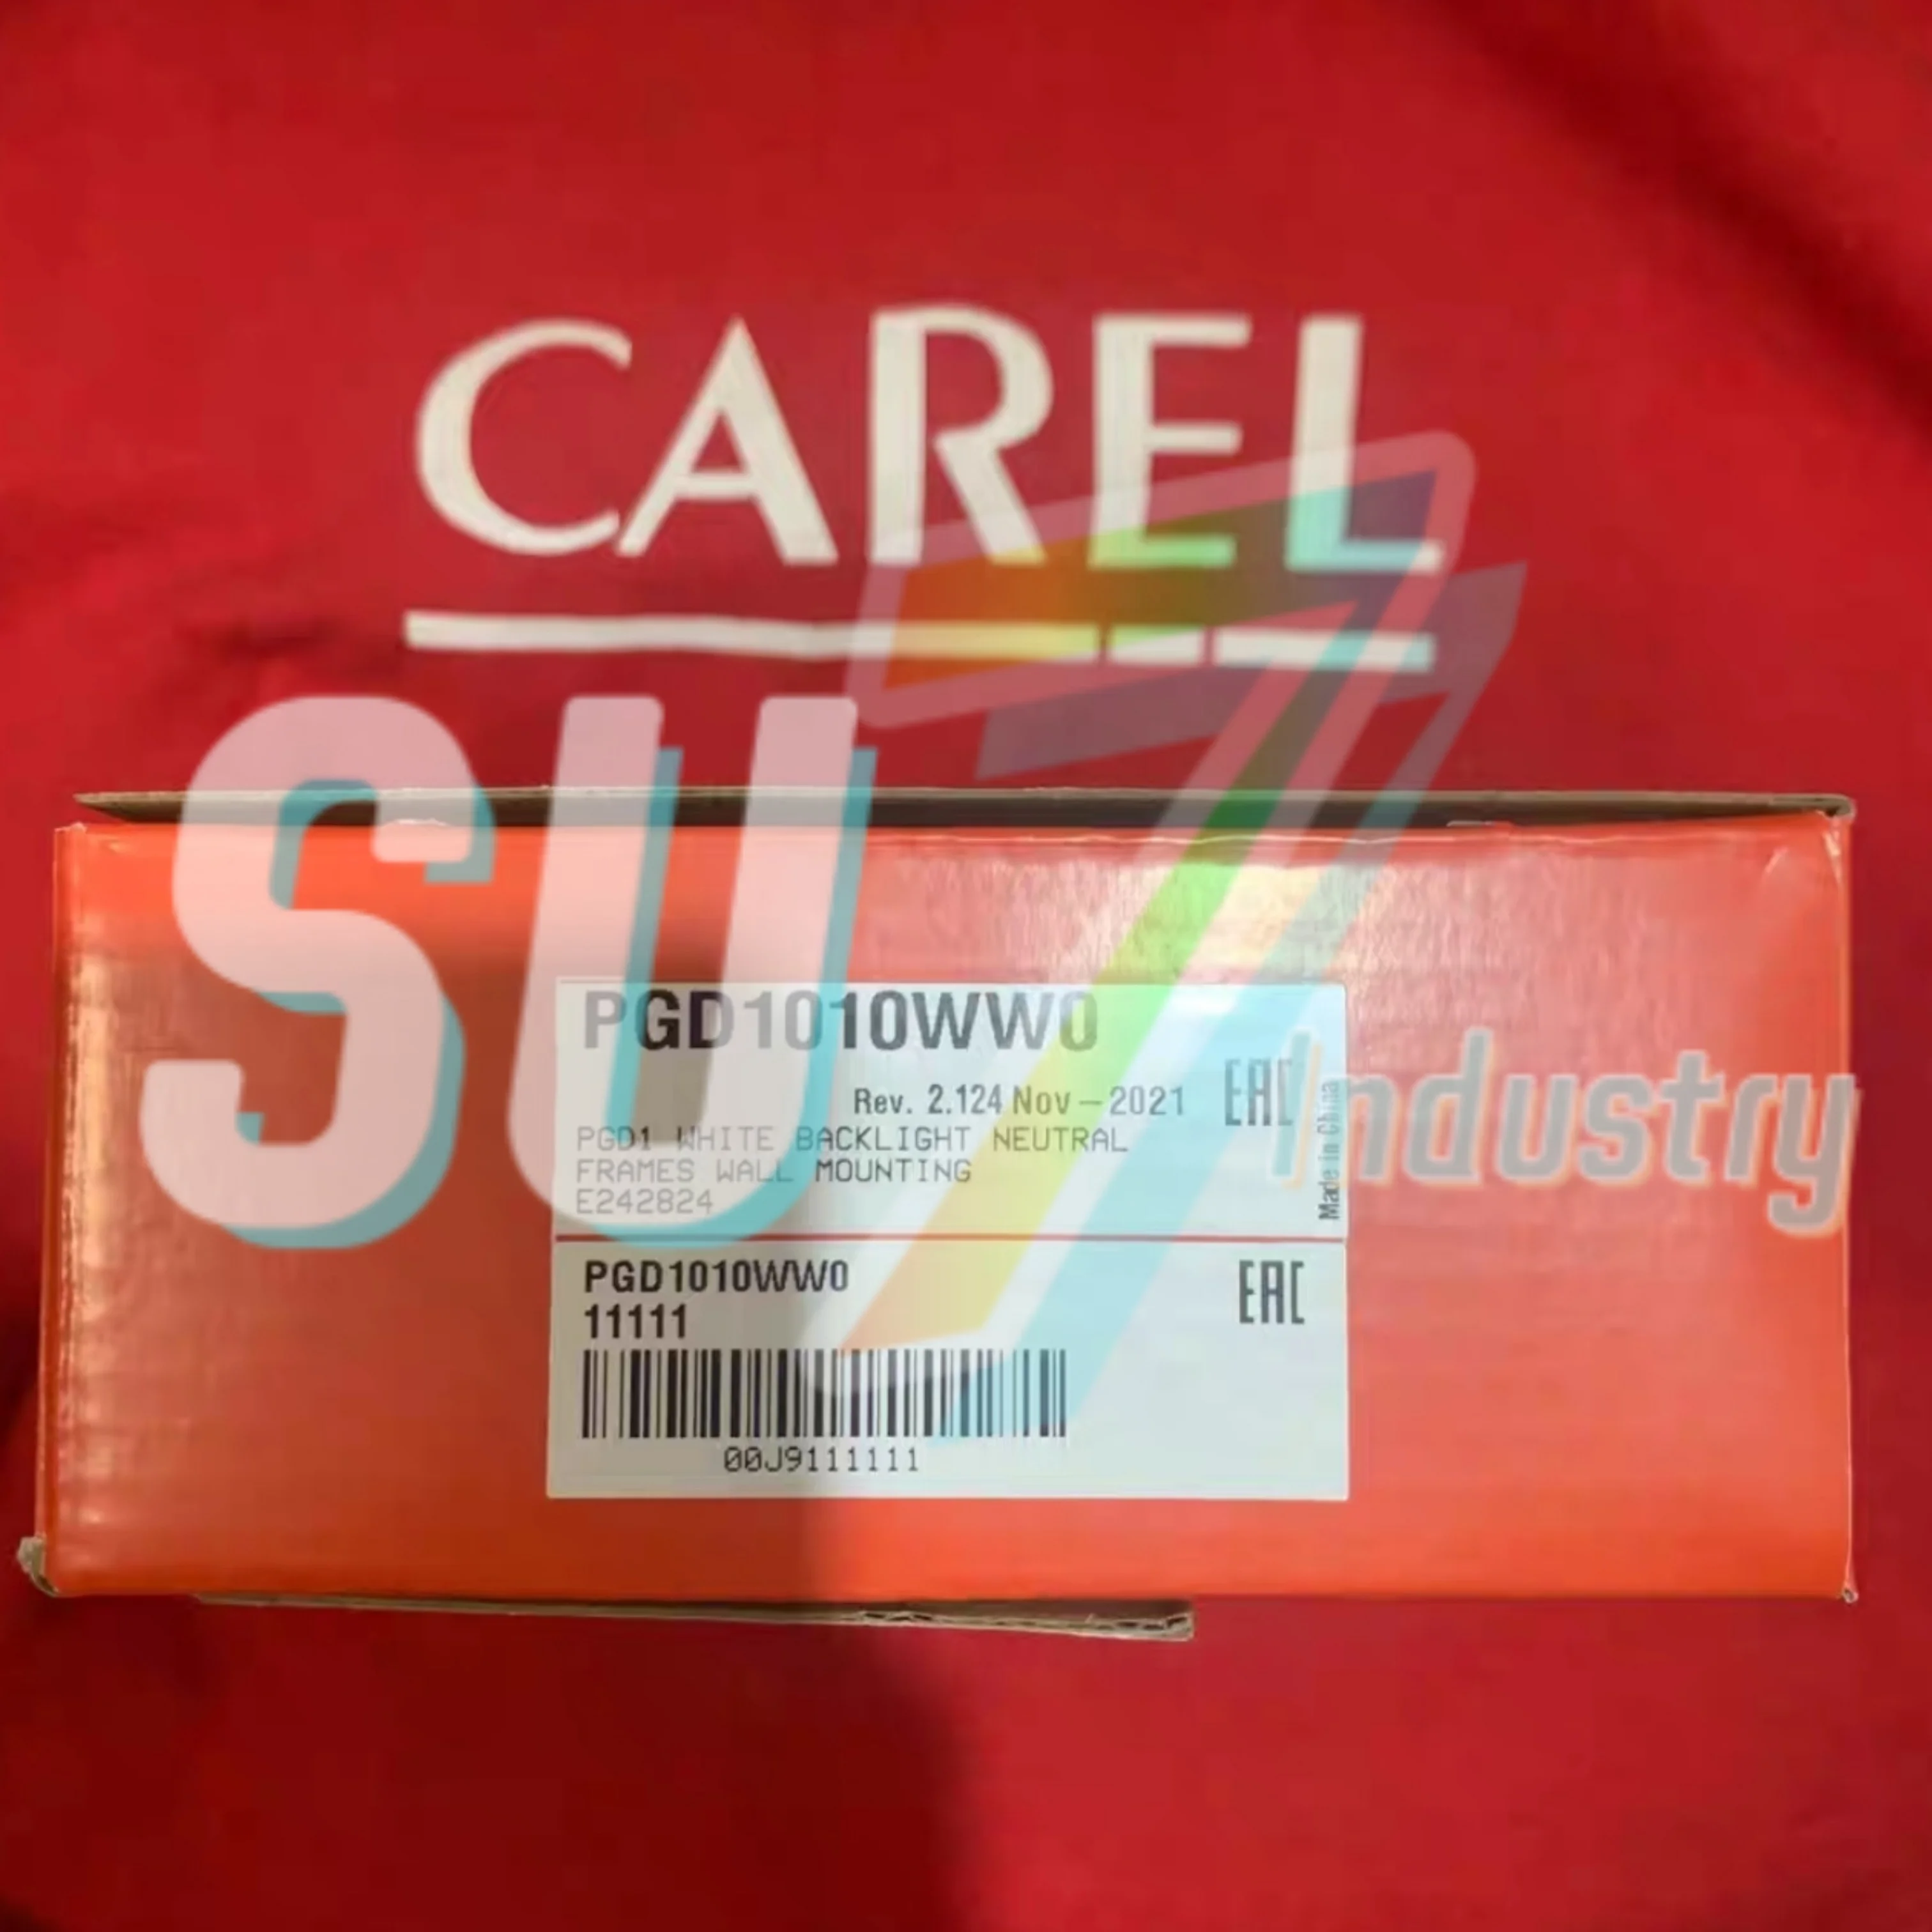 CAREL
SU7
Industry
PGD1010WW0
Rev. 2.124 Nov-2021
EAC
PGD1 WHITE BACKLIGHT NEUTRAL
FRAMES WALL MOUNTING
E242824
Made in China
PGD1010WW0
EAC
11111
00J9111111